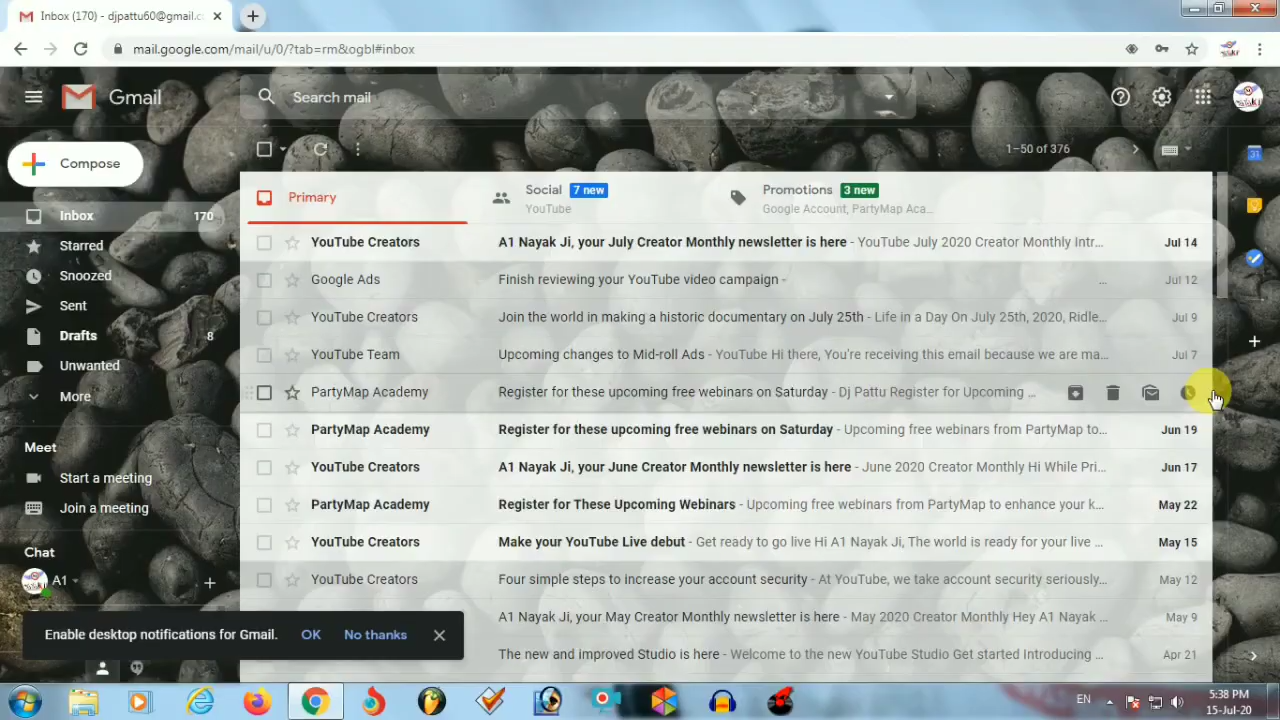 Inbox (170) - djpattu60@gmail.c
mail.google.com/mail/u/0/?tab=rm&ogbl#inbox
Gmail
Search mail
Compose
1–50 of 376
31
Inbox 170
Starred
Snoozed
Sent
Drafts 8
Unwanted
More
Meet
Start a meeting
Join a meeting
Chat
A1
Primary
Social 7 new
YouTube
Promotions 3 new
Google Account, PartyMap Aca...
YouTube Creators A1 Nayak Ji, your July Creator Monthly newsletter is here - YouTube July 2020 Creator Monthly Intr... Jul 14
Google Ads Finish reviewing your YouTube video campaign - ... Jul 12
YouTube Creators Join the world in making a historic documentary on July 25th - Life in a Day On July 25th, 2020, Ridle... Jul 9
YouTube Team Upcoming changes to Mid-roll Ads - YouTube Hi there, You're receiving this email because we are ma... Jul 7
PartyMap Academy Register for these upcoming free webinars on Saturday - Dj Pattu Register for Upcoming ...
PartyMap Academy Register for these upcoming free webinars on Saturday - Upcoming free webinars from PartyMap to... Jun 19
YouTube Creators A1 Nayak Ji, your June Creator Monthly newsletter is here - June 2020 Creator Monthly Hi While Pri... Jun 17
PartyMap Academy Register for These Upcoming Webinars - Upcoming free webinars from PartyMap to enhance your k... May 22
YouTube Creators Make your YouTube Live debut - Get ready to go live Hi A1 Nayak Ji, The world is ready for your live ... May 15
YouTube Creators Four simple steps to increase your account security - At YouTube, we take account security seriously... May 12
A1 Nayak Ji, your May Creator Monthly newsletter is here - May 2020 Creator Monthly Hey A1 Nayak ... May 9
The new and improved Studio is here - Welcome to the new YouTube Studio Get started Introducing ... Apr 21
Enable desktop notifications for Gmail. OK No thanks
EN
5:38 PM
15-Jul-20